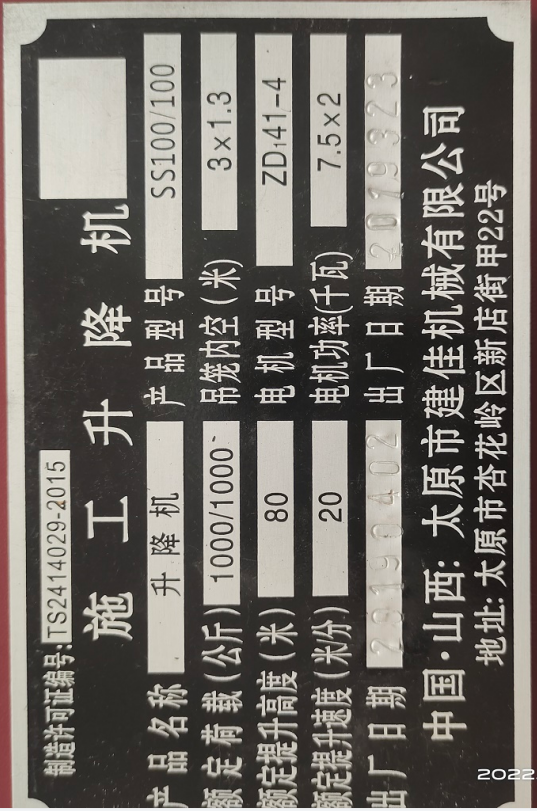 制造许可证编号:TS2414029-2015
施工升降机
产品名称 升降机 产品型号 SS100/100
额定荷载(公斤) 1000/1000 吊笼内空(米) 3×1.3
额定提升高度(米) 80 电机型号 ZD₁41-4
额定提升速度(米/分) 20 电机功率(千瓦) 7.5×2
出厂日期 20190402 出厂日期 2019323
中国·山西: 太原市建佳机械有限公司
地址: 太原市杏花岭区新店街甲22号
2022